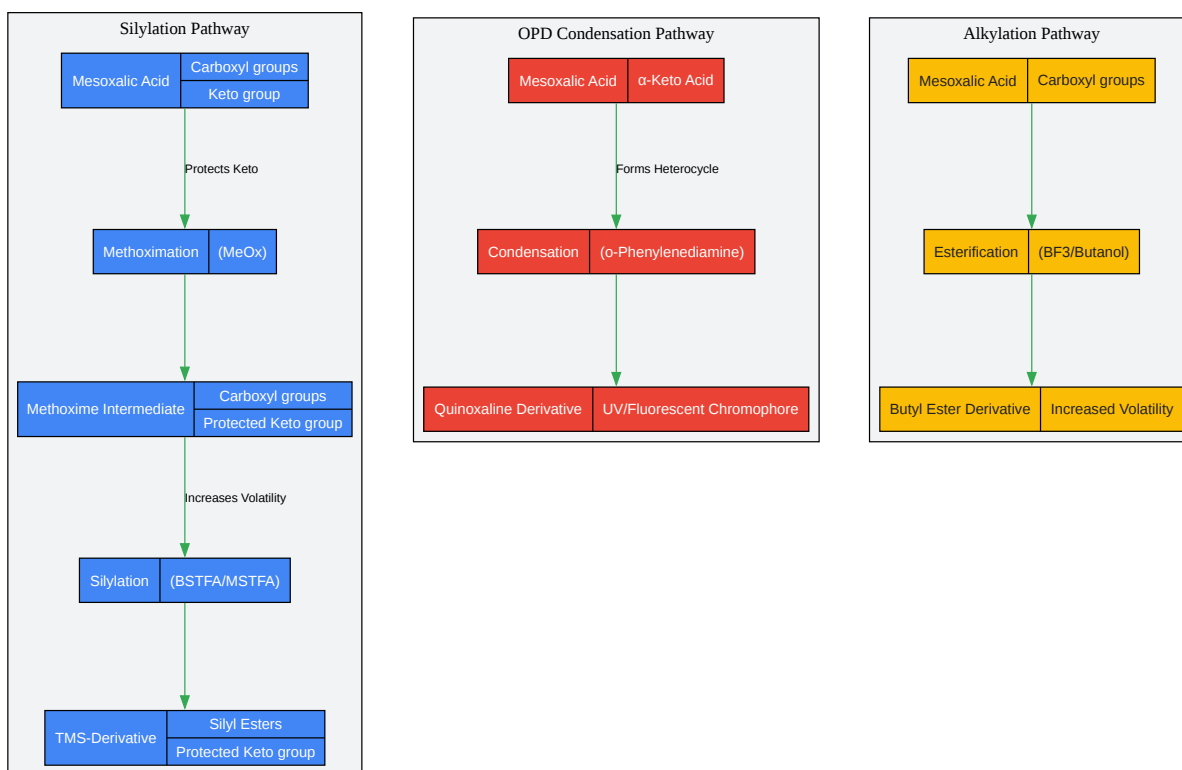 Silylation Pathway
Mesoxalic Acid
Carboxyl groups
Keto group
Protects Keto
Methoximation
(MeOx)
Methoxime Intermediate
Carboxyl groups
Protected Keto group
Increases Volatility
Silylation
(BSTFA/MSTFA)
TMS-Derivative
Silyl Esters
Protected Keto group
OPD Condensation Pathway
Mesoxalic Acid
α-Keto Acid
Forms Heterocycle
Condensation
(o-Phenylenediamine)
Quinoxaline Derivative
UV/Fluorescent Chromophore
Alkylation Pathway
Mesoxalic Acid
Carboxyl groups
Esterification
(BF3/Butanol)
Butyl Ester Derivative
Increased Volatility